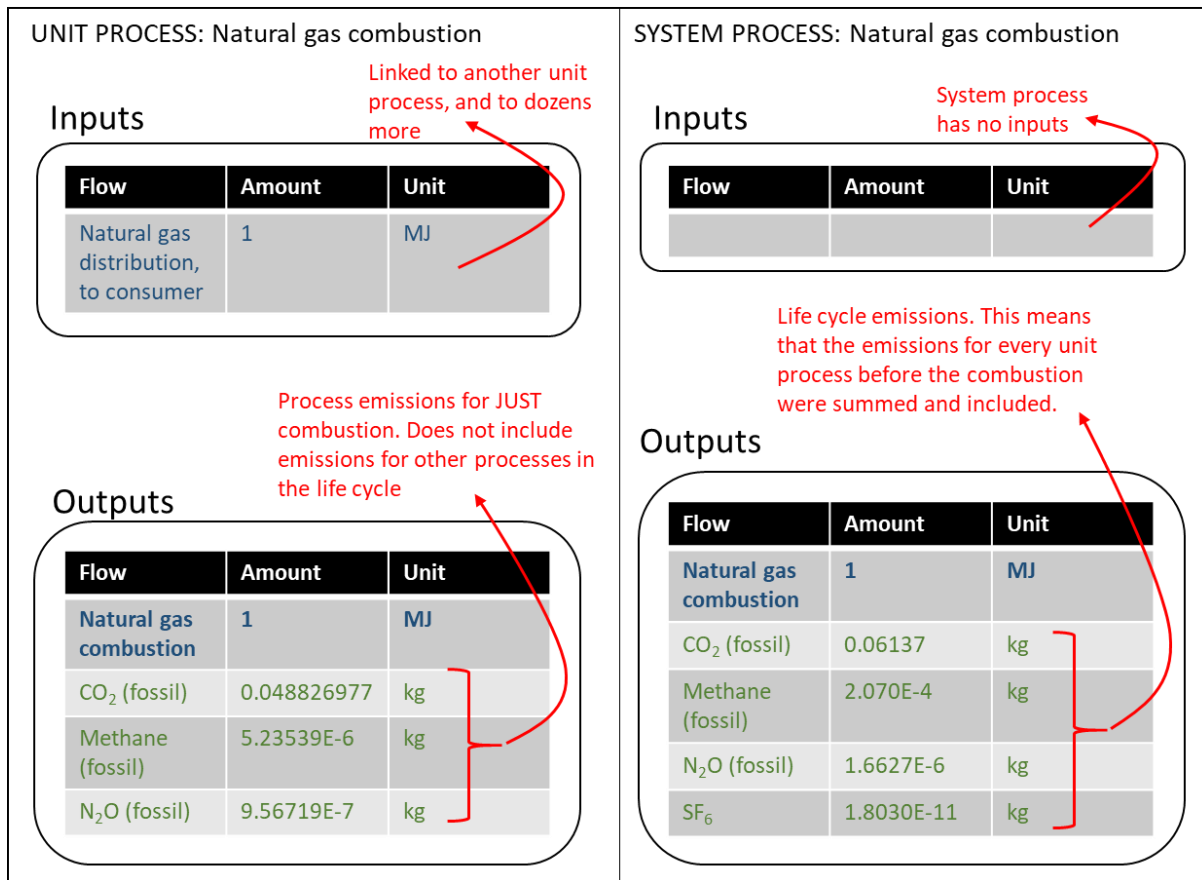 UNIT PROCESS: Natural gas combustion
Linked to another unit
process, and to dozens
more
Inputs
Flow Amount Unit
Natural gas 1 MJ
distribution,
to consumer
Process emissions for JUST
combustion. Does not include
emissions for other processes in
the life cycle
Outputs
Flow Amount Unit
Natural gas 1 MJ
combustion
CO₂ (fossil) 0.048826977 kg
Methane 5.23539E-6 kg
(fossil)
N₂O (fossil) 9.56719E-7 kg
SYSTEM PROCESS: Natural gas combustion
System process
has no inputs
Inputs
Flow Amount Unit
Life cycle emissions. This means
that the emissions for every unit
process before the combustion
were summed and included.
Outputs
Flow Amount Unit
Natural gas 1 MJ
combustion
CO₂ (fossil) 0.06137 kg
Methane 2.070E-4 kg
(fossil)
N₂O (fossil) 1.6627E-6 kg
SF₆ 1.8030E-11 kg